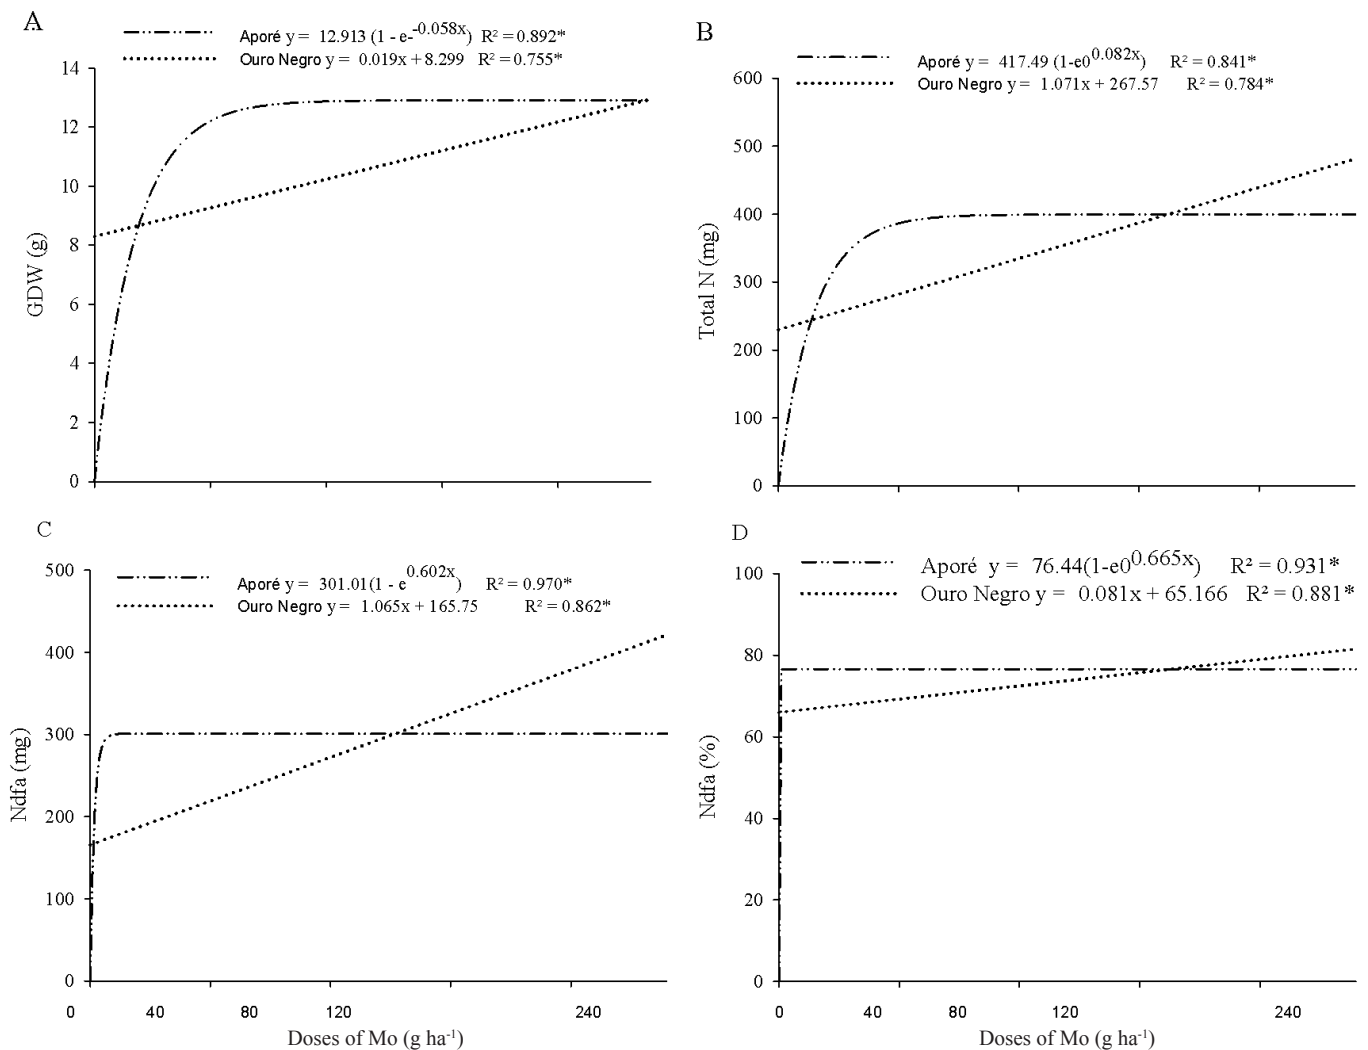 A
Aporé y = 12.913 (1 - e--0.058x) R² = 0.892*
Ouro Negro y = 0.019x + 8.299 R² = 0.755*
14
12
10
8
6
4
2
0
GDW (g)
B
Aporé y = 417.49 (1-e0^0.082x) R² = 0.841*
Ouro Negro y = 1.071x + 267.57 R² = 0.784*
600
500
400
300
200
100
0
Total N (mg)
C
Aporé y = 301.01(1 - e^0.602x) R² = 0.970*
Ouro Negro y = 1.065x + 165.75 R² = 0.862*
500
400
300
200
100
0
Ndfa (mg)
0 40 80 120 240
Doses of Mo (g ha-1)
D
Aporé y = 76.44(1-e0^0.665x) R² = 0.931*
Ouro Negro y = 0.081x + 65.166 R² = 0.881*
100
80
60
40
20
0
Ndfa (%)
0 40 80 120 240
Doses of Mo (g ha-1)